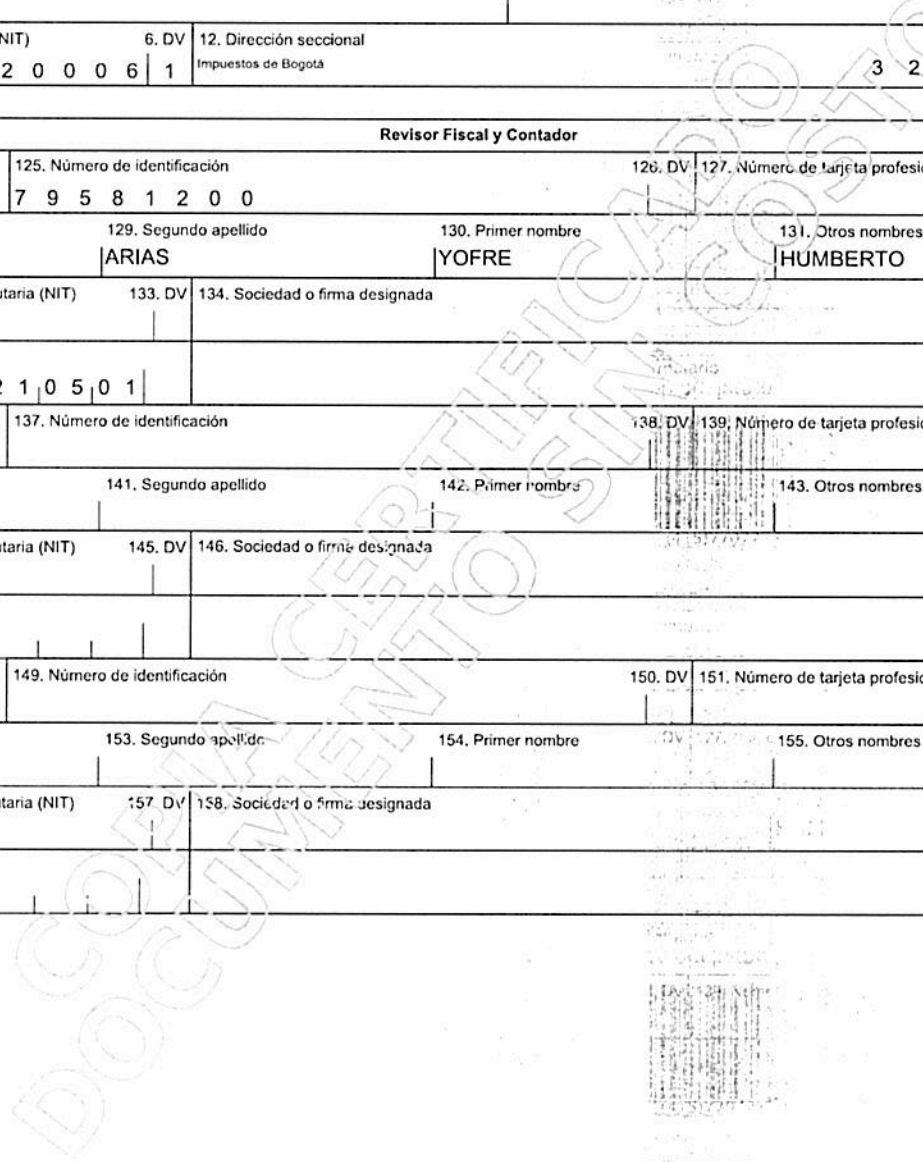 NIT) 6. DV 12. Dirección seccional
2 0 0 0 6 1 Impuestos de Bogotá 3 2
Revisor Fiscal y Contador
125. Número de identificación 126. DV 127. Número de tarjeta profesi
7 9 5 8 1 2 0 0
129. Segundo apellido 130. Primer nombre 131. Otros nombres
ARIAS YOFRE HUMBERTO
utaria (NIT) 133. DV 134. Sociedad o firma designada
2 1 0 5 0 1
137. Número de identificación 138. DV 139. Número de tarjeta profesi
141. Segundo apellido 142. Primer nombre 143. Otros nombres
taria (NIT) 145. DV 146. Sociedad o firma designada
149. Número de identificación 150. DV 151. Número de tarjeta profesi
153. Segundo apellido 154. Primer nombre 155. Otros nombres
taria (NIT) 157. DV 158. Sociedad o firma designada
COPIA CERTIFICADO
DOCUMENTO SIN COSTO